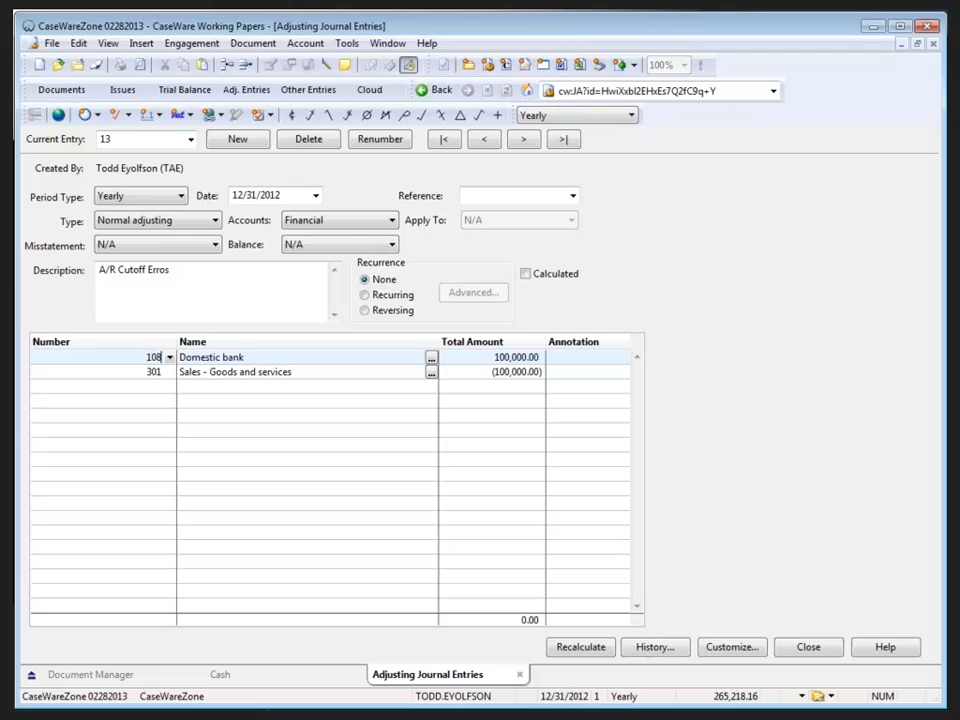 CaseWareZone 02282013 - CaseWare Working Papers - [Adjusting Journal Entries]
File Edit View Insert Engagement Document Account Tools Window Help
100%
Documents Issues Trial Balance Adj. Entries Other Entries Cloud Back
Yearly
Current Entry: 13 New Delete Renumber |< < > >|
Created By: Todd Eyolfson (TAE)
Period Type: Yearly Date: 12/31/2012 Reference:
Type: Normal adjusting Accounts: Financial Apply To: N/A
Misstatement: N/A Balance: N/A
Description: A/R Cutoff Erros
Recurrence
None
Recurring
Reversing
Advanced...
Calculated
Number Name Total Amount Annotation
108 Domestic bank ... 100,000.00
301 Sales - Goods and services ... (100,000.00)
0.00
Recalculate History... Customize... Close Help
Document Manager Cash Adjusting Journal Entries
CaseWareZone 02282013 CaseWareZone TODD.EYOLFSON 12/31/2012 1 Yearly 265,218.16 NUM